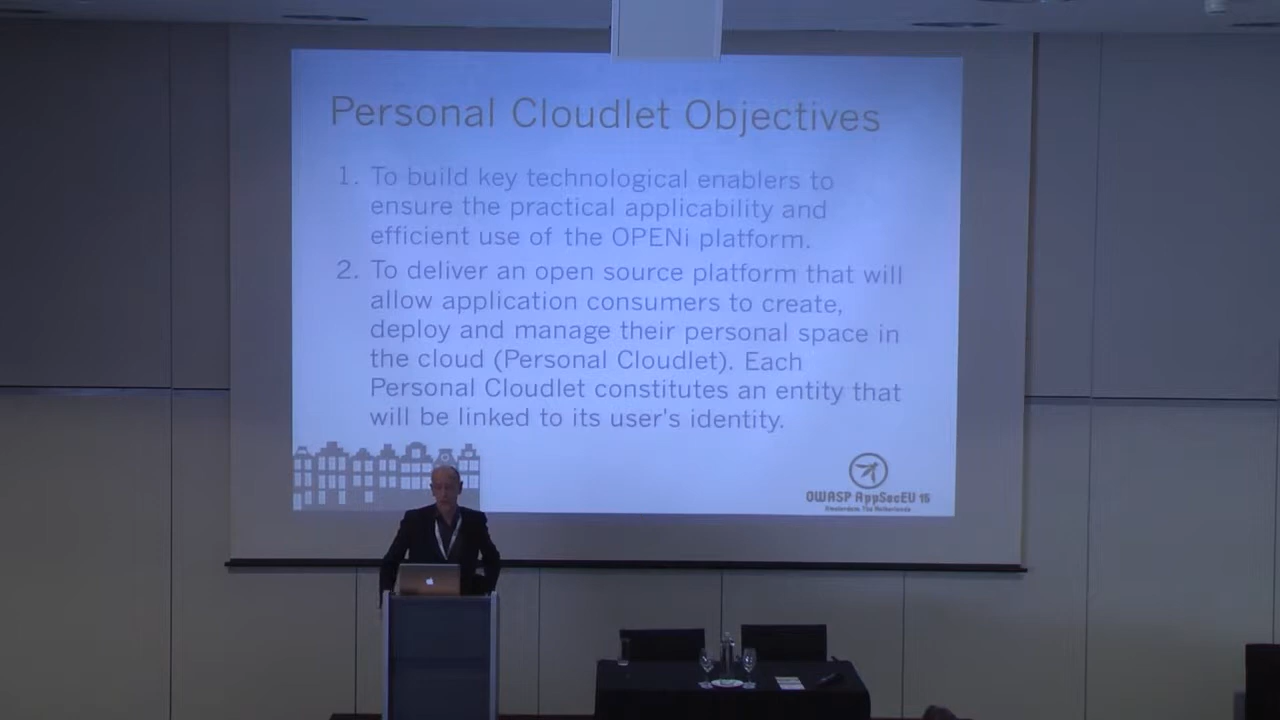 Personal Cloudlet Objectives
1. To build key technological enablers to
ensure the practical applicability and
efficient use of the OPENi platform.
2. To deliver an open source platform that will
allow application consumers to create,
deploy and manage their personal space in
the cloud (Personal Cloudlet). Each
Personal Cloudlet constitutes an entity that
will be linked to its user's identity.
OWASP AppSecEU 15
Amsterdam, The Netherlands